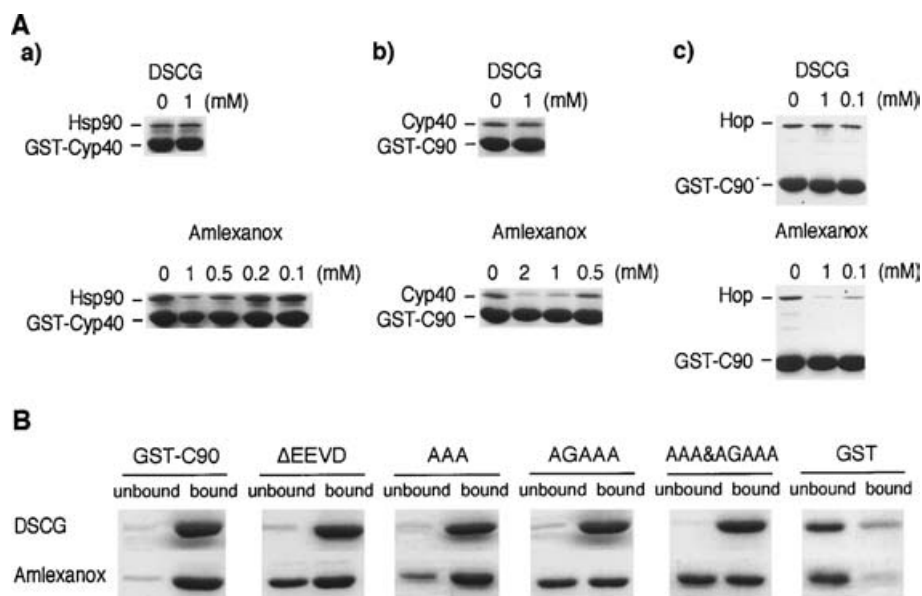 A
a)
DSCG
0 1 (mM)
Hsp90
GST-Cyp40
Amlexanox
0 1 0.5 0.2 0.1 (mM)
Hsp90
GST-Cyp40
b)
DSCG
0 1 (mM)
Cyp40
GST-C90
Amlexanox
0 2 1 0.5 (mM)
Cyp40
GST-C90
c)
DSCG
0 1 0.1 (mM)
Hop
GST-C90
Amlexanox
0 1 0.1 (mM)
Hop
GST-C90
B
GST-C90 ΔEEVD AAA AGAAA AAA&AGAAA GST
unbound bound unbound bound unbound bound unbound bound unbound bound unbound bound
DSCG
Amlexanox